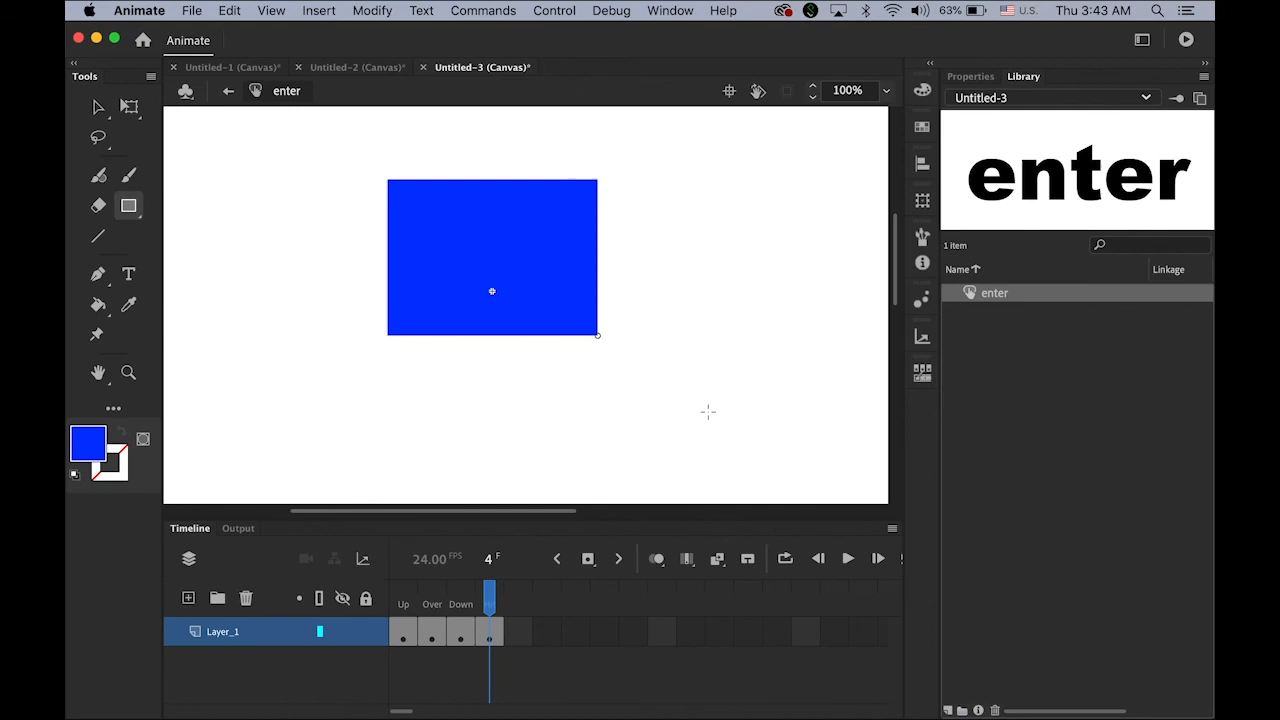 Animate File Edit View Insert Modify Text Commands Control Debug Window Help 63% U.S. Thu 3:43 AM
Animate
Tools
Untitled-1 (Canvas)* Untitled-2 (Canvas)* Untitled-3 (Canvas)*
Properties Library
enter 100%
Untitled-3
enter
1 item
Name Linkage
enter
Timeline Output
24.00 FPS 4 F
Up Over Down
Layer_1